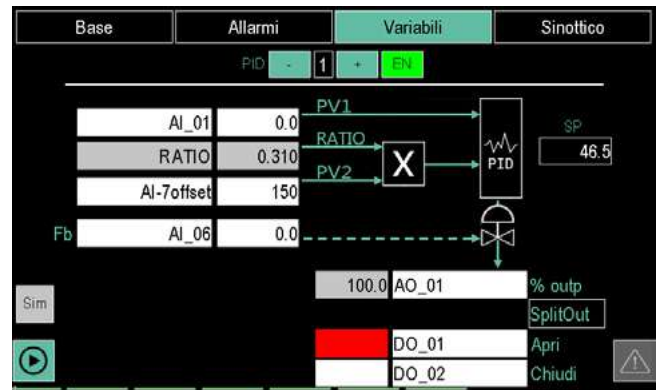 Base Allarmi Variabili Sinottico
PID - 1 + EN
PV1
AI_01 0.0
SP
RATIO
RATIO 0.310
X
PID
46.5
PV2
AI-7offset 150
Fb AI_06 0.0
100.0 AO_01 % outp
Sim
SplitOut
DO_01 Apri
DO_02 Chiudi